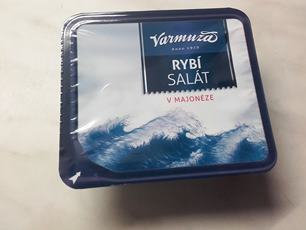 Varmuža
RYBÍ
SALÁT
V MAJONÉZE